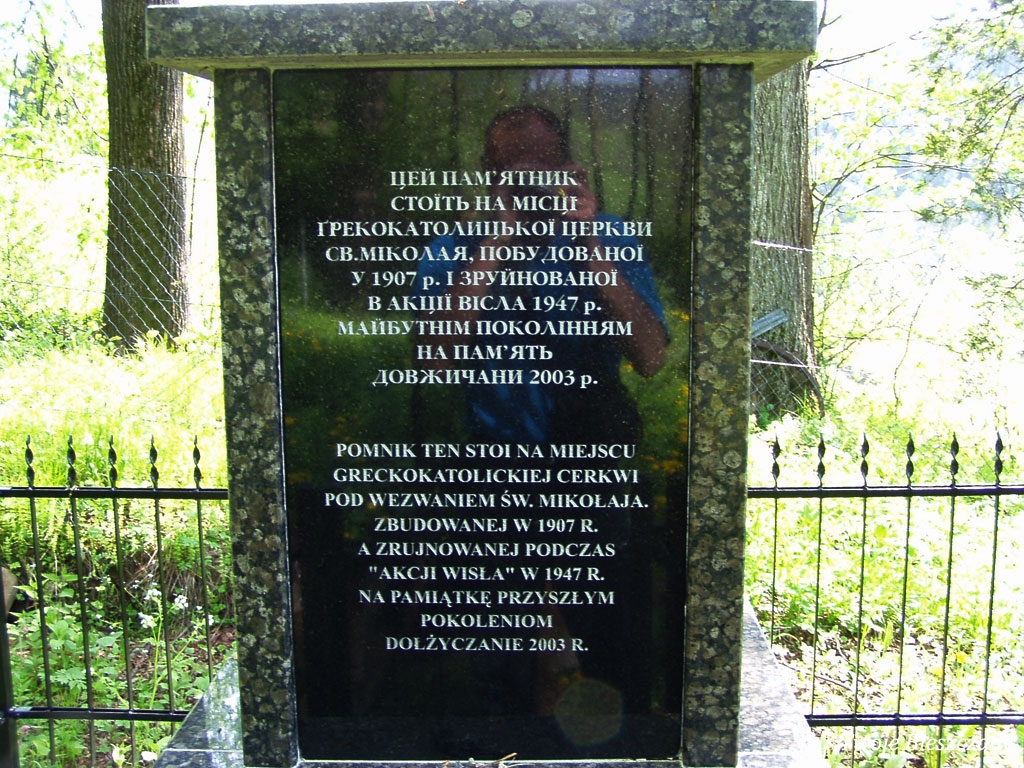 ЦЕЙ ПАМ'ЯТНИК
СТОЇТЬ НА МІСЦІ
ҐРЕКОКАТОЛИЦЬКОЇ ЦЕРКВИ
СВ.МІКОЛАЯ, ПОБУДОВАНОЇ
У 1907 р. І ЗРУЙНОВАНОЇ
В АКЦІЇ ВІСЛА 1947 р.
МАЙБУТНІМ ПОКОЛІННЯМ
НА ПАМ'ЯТЬ
ДОВЖИЧАНИ 2003 р.
POMNIK TEN STOI NA MIEJSCU
GRECKOKATOLICKIEJ CERKWI
POD WEZWANIEM ŚW. MIKOŁAJA.
ZBUDOWANEJ W 1907 R.
A ZRUJNOWANEJ PODCZAS
"AKCJI WISŁA" W 1947 R.
NA PAMIĄTKĘ PRZYSZŁYM
POKOLENIOM
DOŁŻYCZANIE 2003 R.